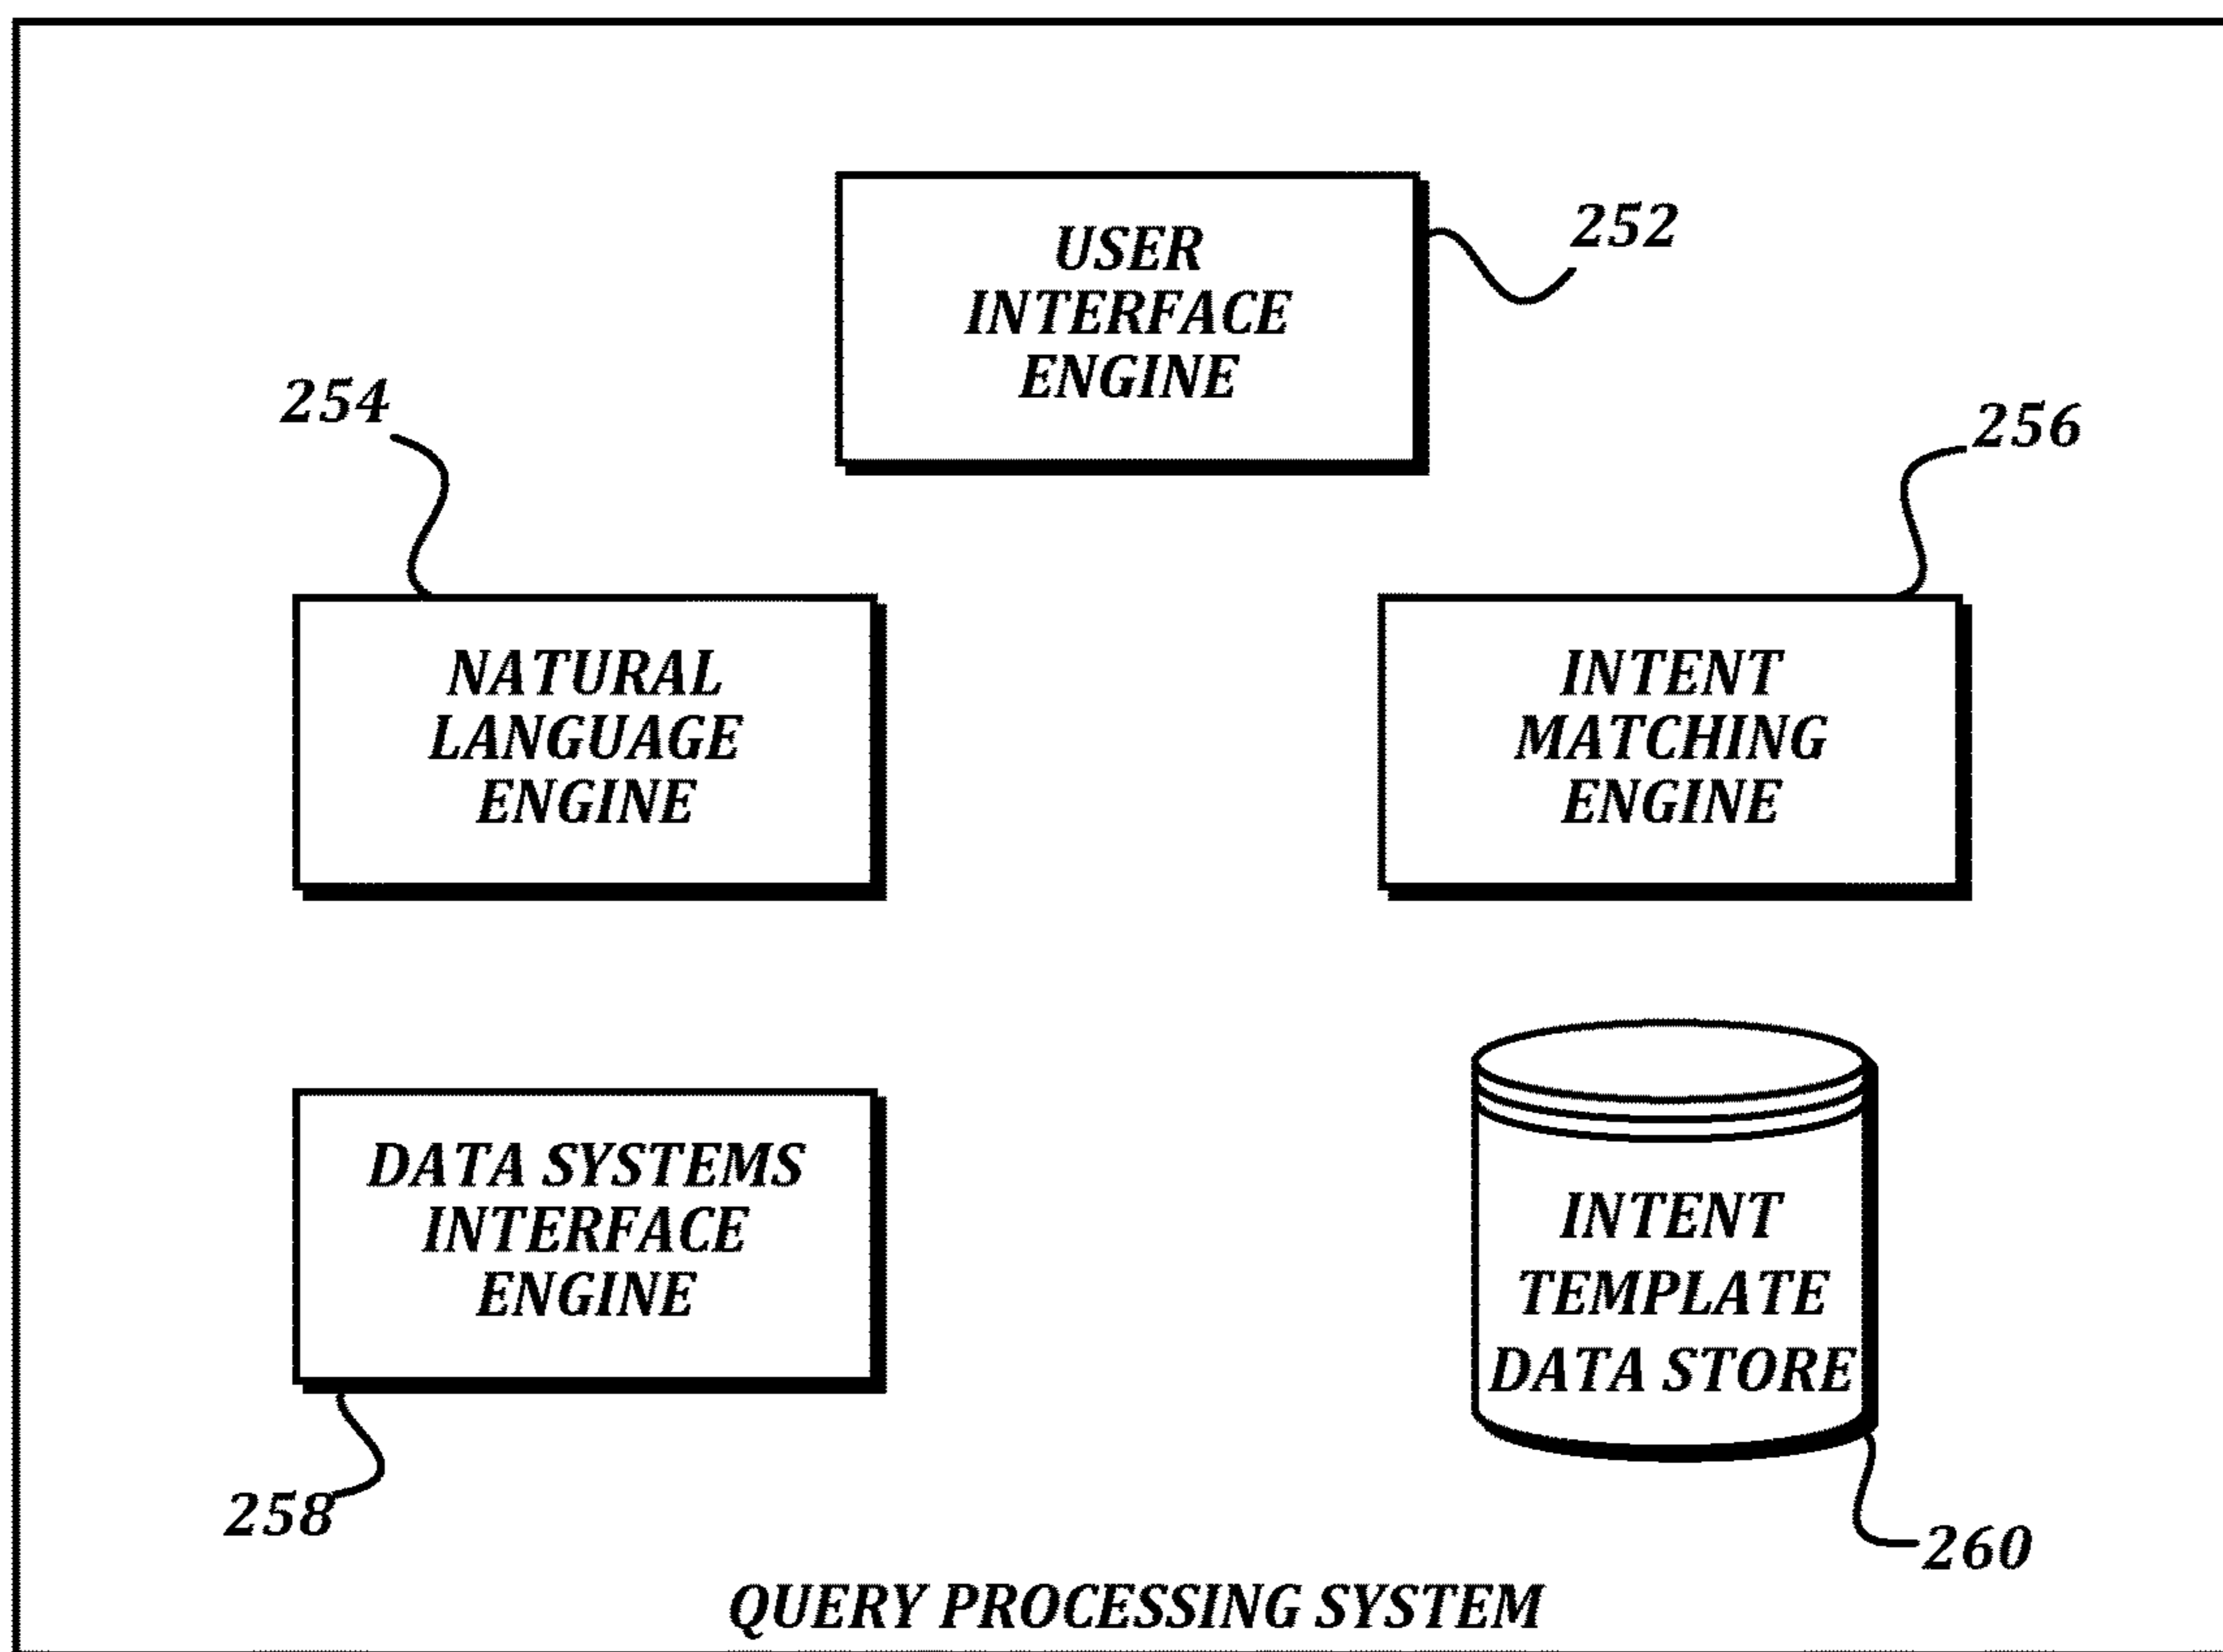 USER
INTERFACE
ENGINE
252
254
256
NATURAL
LANGUAGE
ENGINE
INTENT
MATCHING
ENGINE
DATA SYSTEMS
INTERFACE
ENGINE
INTENT
TEMPLATE
DATA STORE
258
260
QUERY PROCESSING SYSTEM